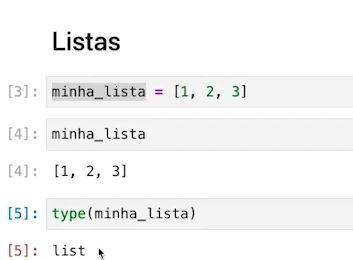 Listas
[3]: minha_lista = [1, 2, 3]
[4]: minha_lista
[4]: [1, 2, 3]
[5]: type(minha_lista)
[5]: list